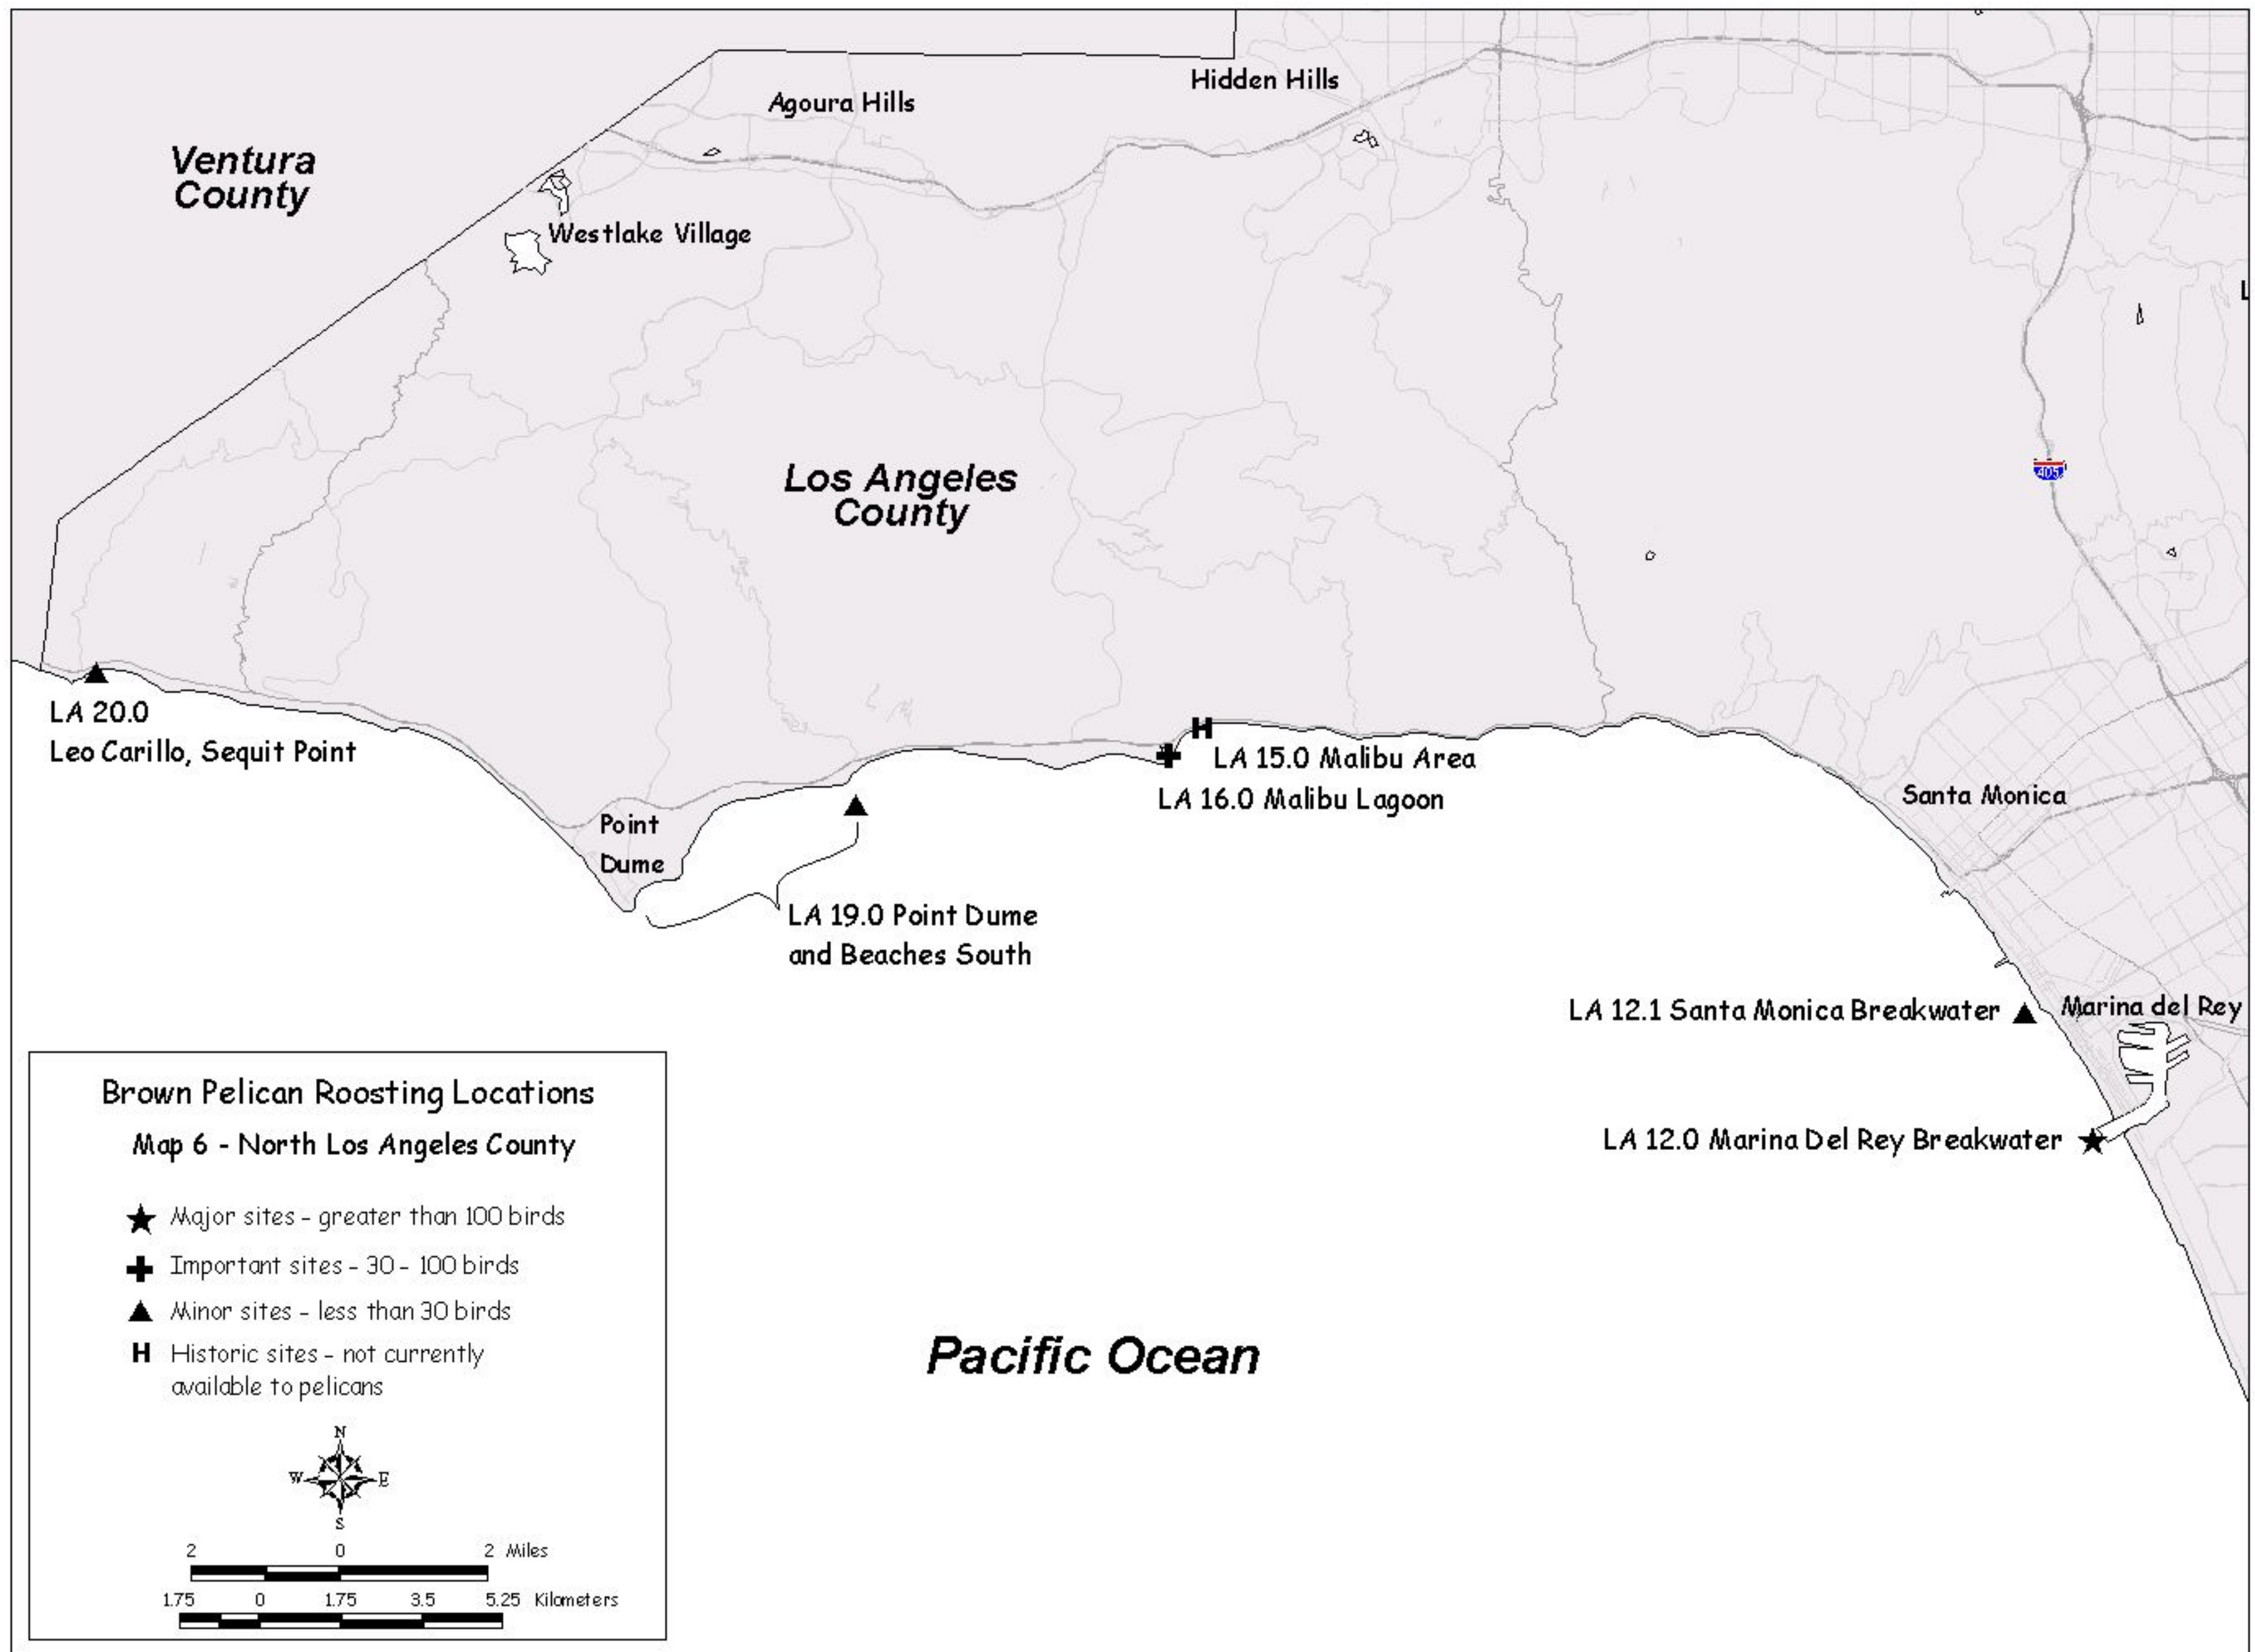 Hidden Hills
Agoura Hills
Ventura
County
Westlake Village
L
Los Angeles
County
405
LA 20.0
Leo Carillo, Sequit Point
LA 15.0 Malibu Area
LA 16.0 Malibu Lagoon
Santa Monica
Point
Dume
LA 19.0 Point Dume
and Beaches South
LA 12.1 Santa Monica Breakwater
Marina del Rey
LA 12.0 Marina Del Rey Breakwater
Brown Pelican Roosting Locations
Map 6 - North Los Angeles County
Major sites - greater than 100 birds
Important sites - 30 - 100 birds
Minor sites - less than 30 birds
H Historic sites - not currently
available to pelicans
N
W E
S
2 0 2 Miles
1.75 0 1.75 3.5 5.25 Kilometers
Pacific Ocean
H